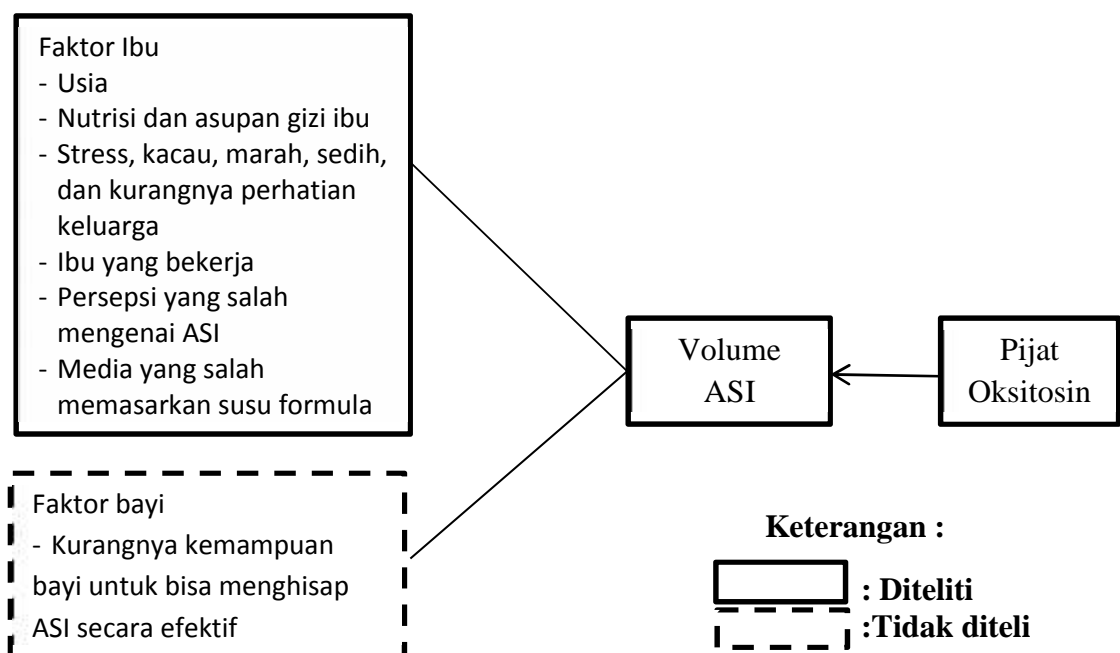 Faktor Ibu
- Usia
- Nutrisi dan asupan gizi ibu
- Stress, kacau, marah, sedih,
dan kurangnya perhatian
keluarga
- Ibu yang bekerja
- Persepsi yang salah
mengenai ASI
- Media yang salah
memasarkan susu formula
Faktor bayi
- Kurangnya kemampuan
bayi untuk bisa menghisap
ASI secara efektif
Volume
ASI
Pijat
Oksitosin
Keterangan :
: Diteliti
:Tidak diteli